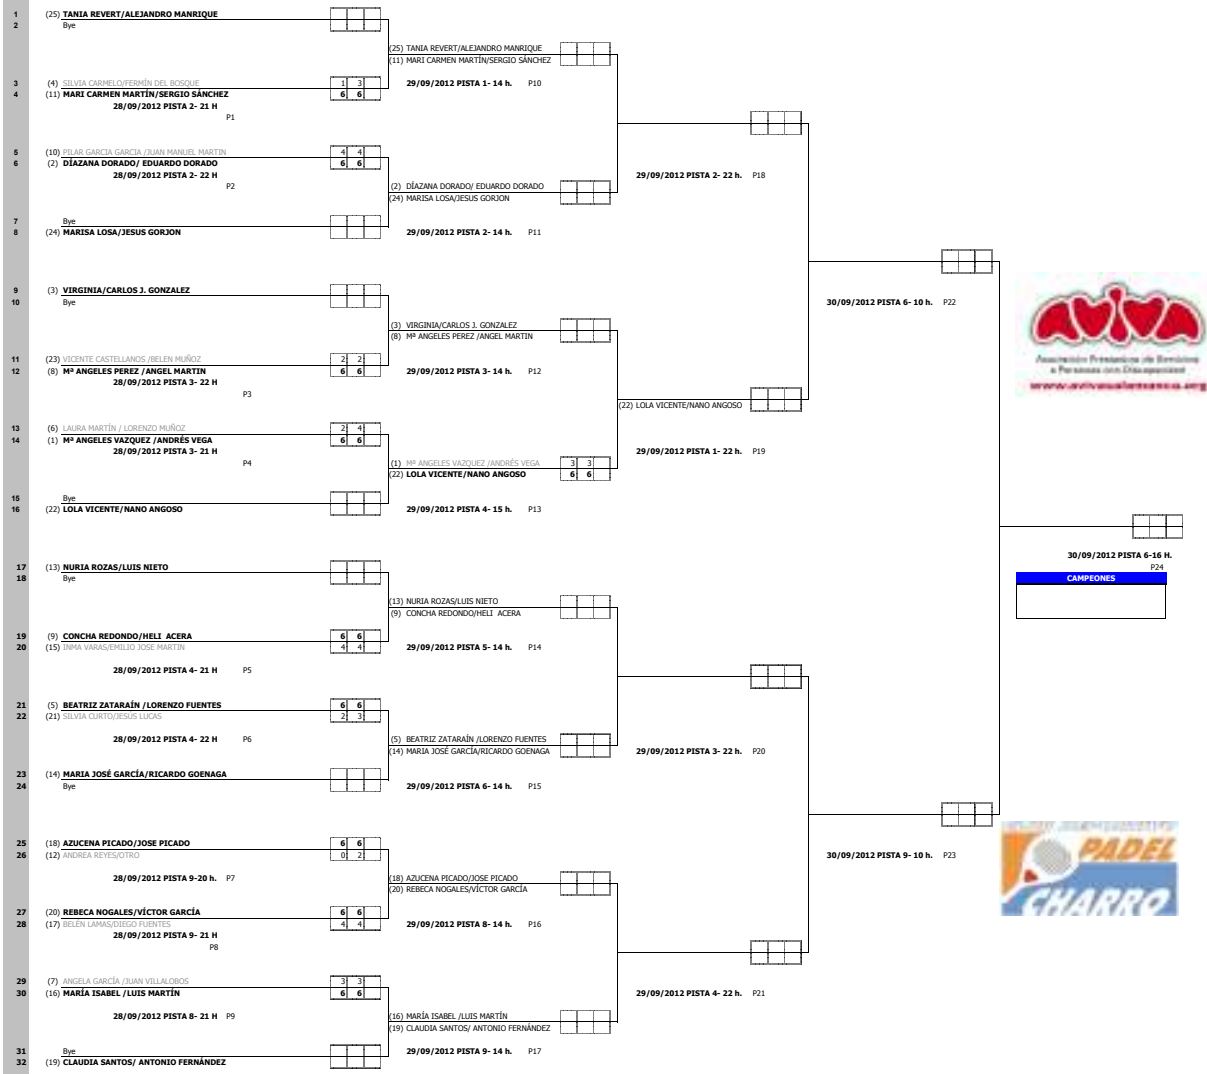 1 (25) TANIA REVERT/ALEJANDRO MANRIQUE
2 Bye
(25) TANIA REVERT/ALEJANDRO MANRIQUE
(11) MARI CARMEN MARTÍN/SERGIO SÁNCHEZ
3 (4) SILVIA CARMELO/FERMÍN DEL BOSQUE 1 3
29/09/2012 PISTA 1- 14 h. P10
4 (11) MARI CARMEN MARTÍN/SERGIO SÁNCHEZ 6 6
28/09/2012 PISTA 2- 21 H
P1
5 (10) PILAR GARCIA GARCIA /JUAN MANUEL MARTIN 4 4
6 (2) DÍAZANA DORADO/ EDUARDO DORADO 6 6
28/09/2012 PISTA 2- 22 H
29/09/2012 PISTA 2- 22 h. P18
P2
(2) DÍAZANA DORADO/ EDUARDO DORADO
(24) MARISA LOSA/JESUS GORJON
7 Bye
8 (24) MARISA LOSA/JESUS GORJON
29/09/2012 PISTA 2- 14 h. P11
9 (3) VIRGINIA/CARLOS J. GONZALEZ
10 Bye
30/09/2012 PISTA 6- 10 h. P22
(3) VIRGINIA/CARLOS J. GONZALEZ
(8) Mª ANGELES PEREZ /ANGEL MARTIN
11 (23) VICENTE CASTELLANOS /BELEN MUÑOZ 2 2
Asociación Prestadora de Servicios
a Personas con Discapacidad
12 (8) Mª ANGELES PEREZ /ANGEL MARTIN 6 6
29/09/2012 PISTA 3- 14 h. P12
28/09/2012 PISTA 3- 22 H
www.avivasalamanca.org
P3
(22) LOLA VICENTE/NANO ANGOSO
13 (6) LAURA MARTÍN / LORENZO MUÑOZ 2 4
14 (1) Mª ANGELES VAZQUEZ /ANDRÉS VEGA 6 6
28/09/2012 PISTA 3- 21 H
29/09/2012 PISTA 1- 22 h. P19
P4
(1) Mª ANGELES VAZQUEZ /ANDRÉS VEGA 3 3
(22) LOLA VICENTE/NANO ANGOSO 6 6
15 Bye
16 (22) LOLA VICENTE/NANO ANGOSO
29/09/2012 PISTA 4- 15 h. P13
30/09/2012 PISTA 6-16 H.
17 (13) NURIA ROZAS/LUIS NIETO
P24
18 Bye
CAMPEONES
(13) NURIA ROZAS/LUIS NIETO
(9) CONCHA REDONDO/HELI ACERA
19 (9) CONCHA REDONDO/HELI ACERA 6 6
20 (15) INMA VARAS/EMILIO JOSE MARTIN 4 4
29/09/2012 PISTA 5- 14 h. P14
28/09/2012 PISTA 4- 21 H P5
21 (5) BEATRIZ ZATARAÍN /LORENZO FUENTES 6 6
22 (21) SILVIA CURTO/JESÚS LUCAS 2 3
28/09/2012 PISTA 4- 22 H P6
(5) BEATRIZ ZATARAÍN /LORENZO FUENTES
(14) MARIA JOSÉ GARCÍA/RICARDO GOENAGA
29/09/2012 PISTA 3- 22 h. P20
23 (14) MARIA JOSÉ GARCÍA/RICARDO GOENAGA
24 Bye
29/09/2012 PISTA 6- 14 h. P15
25 (18) AZUCENA PICADO/JOSE PICADO 6 6
26 (12) ANDREA REYES/OTRO 0 2
30/09/2012 PISTA 9- 10 h. P23
PADEL
CHARRO
28/09/2012 PISTA 9-20 h. P7
(18) AZUCENA PICADO/JOSE PICADO
(20) REBECA NOGALES/VÍCTOR GARCÍA
27 (20) REBECA NOGALES/VÍCTOR GARCÍA 6 6
28 (17) BELÉN LAMAS/DIEGO FUENTES 4 4
29/09/2012 PISTA 8- 14 h. P16
28/09/2012 PISTA 9- 21 H
P8
29 (7) ANGELA GARCÍA /JUAN VILLALOBOS 3 3
30 (16) MARÍA ISABEL /LUIS MARTÍN 6 6
29/09/2012 PISTA 4- 22 h. P21
28/09/2012 PISTA 8- 21 H P9
(16) MARÍA ISABEL /LUIS MARTÍN
(19) CLAUDIA SANTOS/ ANTONIO FERNÁNDEZ
31 Bye
29/09/2012 PISTA 9- 14 h. P17
32 (19) CLAUDIA SANTOS/ ANTONIO FERNÁNDEZ